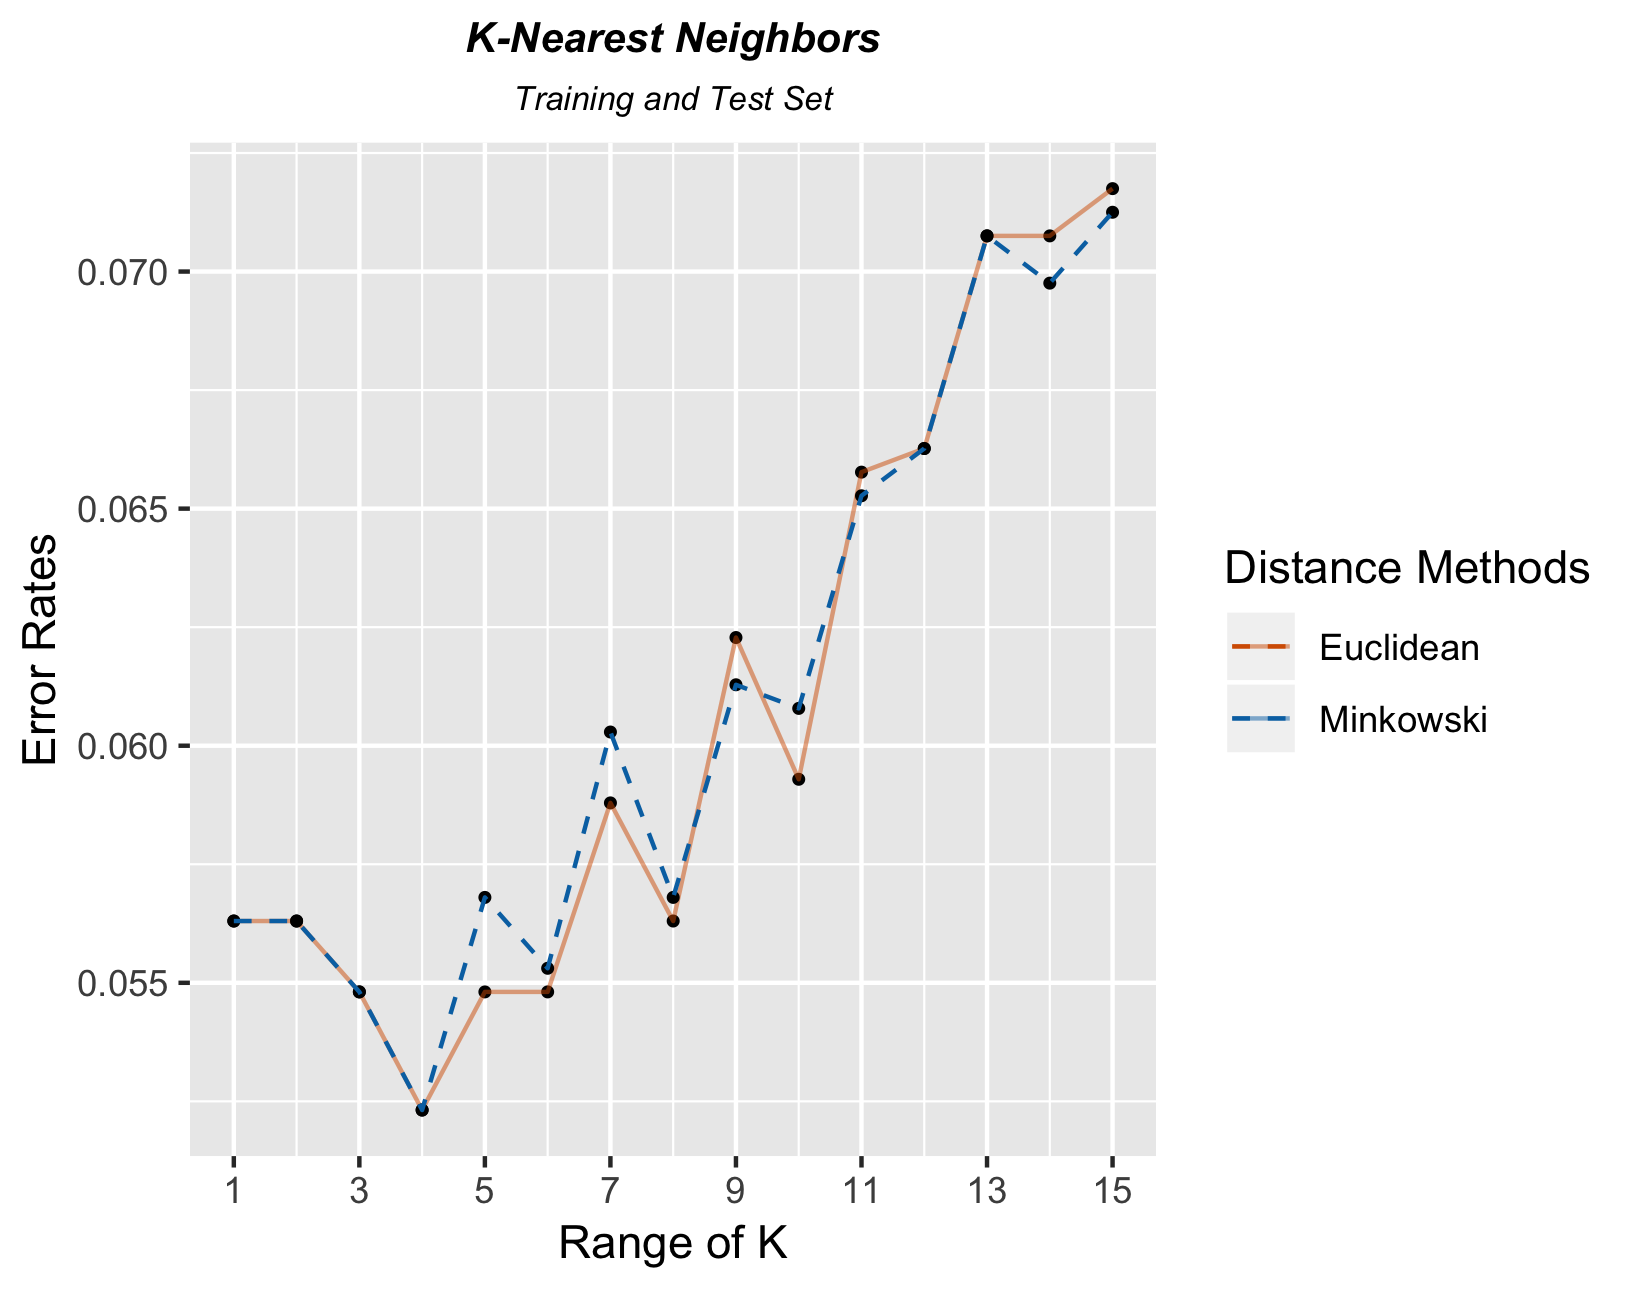 K-Nearest Neighbors
Training and Test Set
0.070
0.065
0.060
0.055
Error Rates
1 3 5 7 9 11 13 15
Range of K
Distance Methods
Euclidean
Minkowski